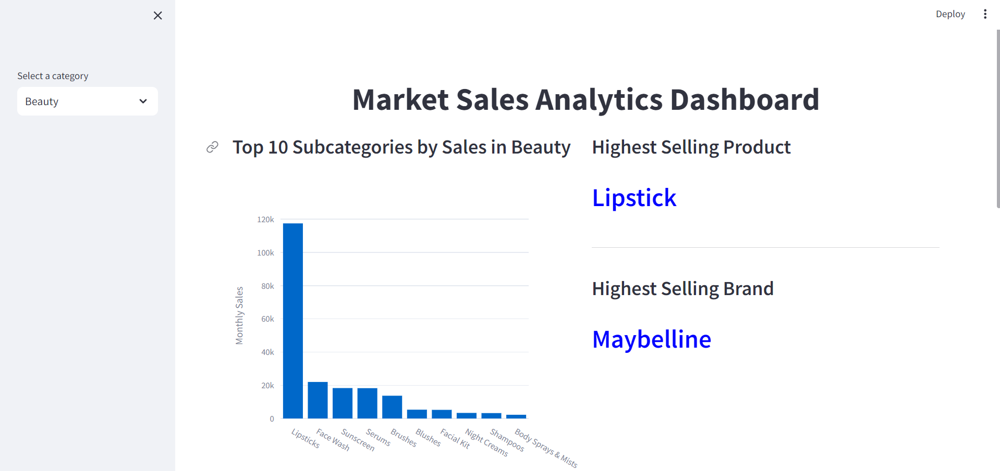 Deploy
Select a category
Beauty
Market Sales Analytics Dashboard
Top 10 Subcategories by Sales in Beauty
Highest Selling Product
Lipstick
Highest Selling Brand
Maybelline
Monthly Sales
120k
100k
80k
60k
40k
20k
0
Lipsticks
Face Wash
Sunscreen
Serums
Brushes
Blushes
Facial Kit
Night Creams
Shampoos
Body Sprays & Mists